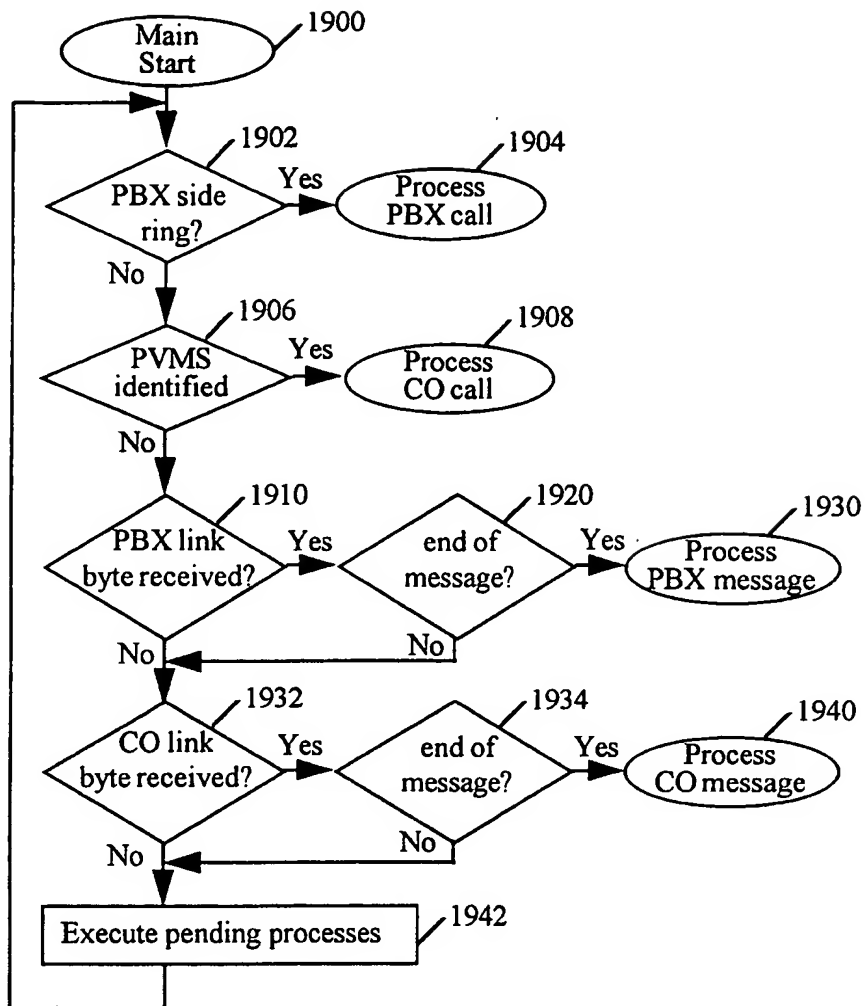 Main
Start
1900
1902
PBX side
ring?
Yes
1904
Process
PBX call
No
1906
PVMS
identified
Yes
1908
Process
CO call
No
1910
PBX link
byte received?
Yes
1920
end of
message?
Yes
1930
Process
PBX message
No
No
1932
CO link
byte received?
Yes
1934
end of
message?
Yes
1940
Process
CO message
No
No
Execute pending processes
1942